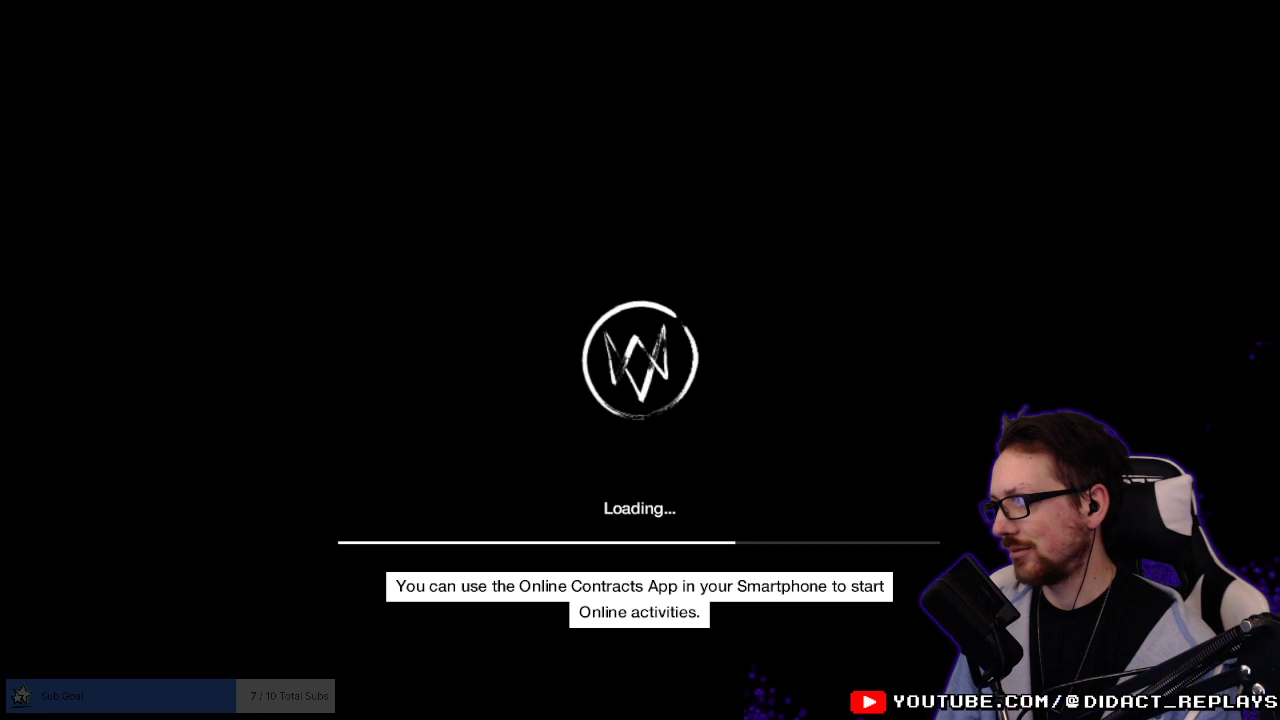 Loading...
You can use the Online Contracts App in your Smartphone to start
Online activities.
Sub Goal
7 / 10 Total Subs
YOUTUBE.COM/@DIDACT_REPLAYS